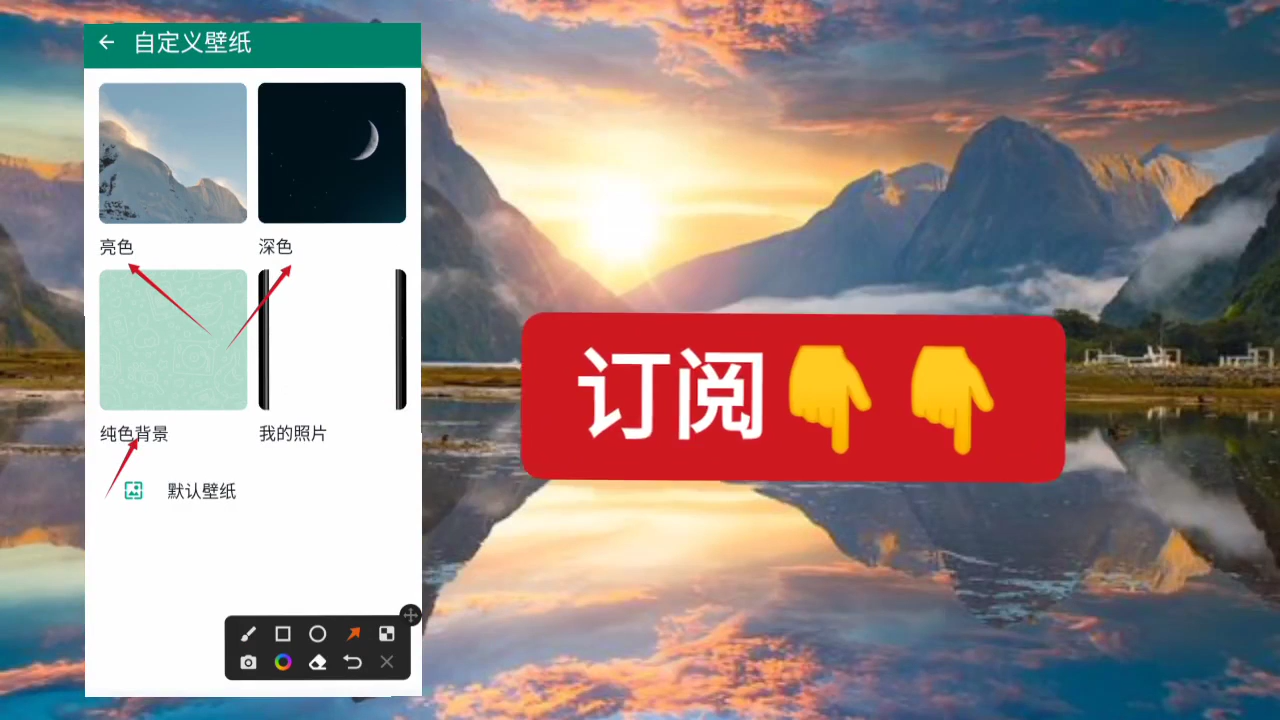 自定义壁纸
亮色
深色
纯色背景
我的照片
默认壁纸
订阅👇👇